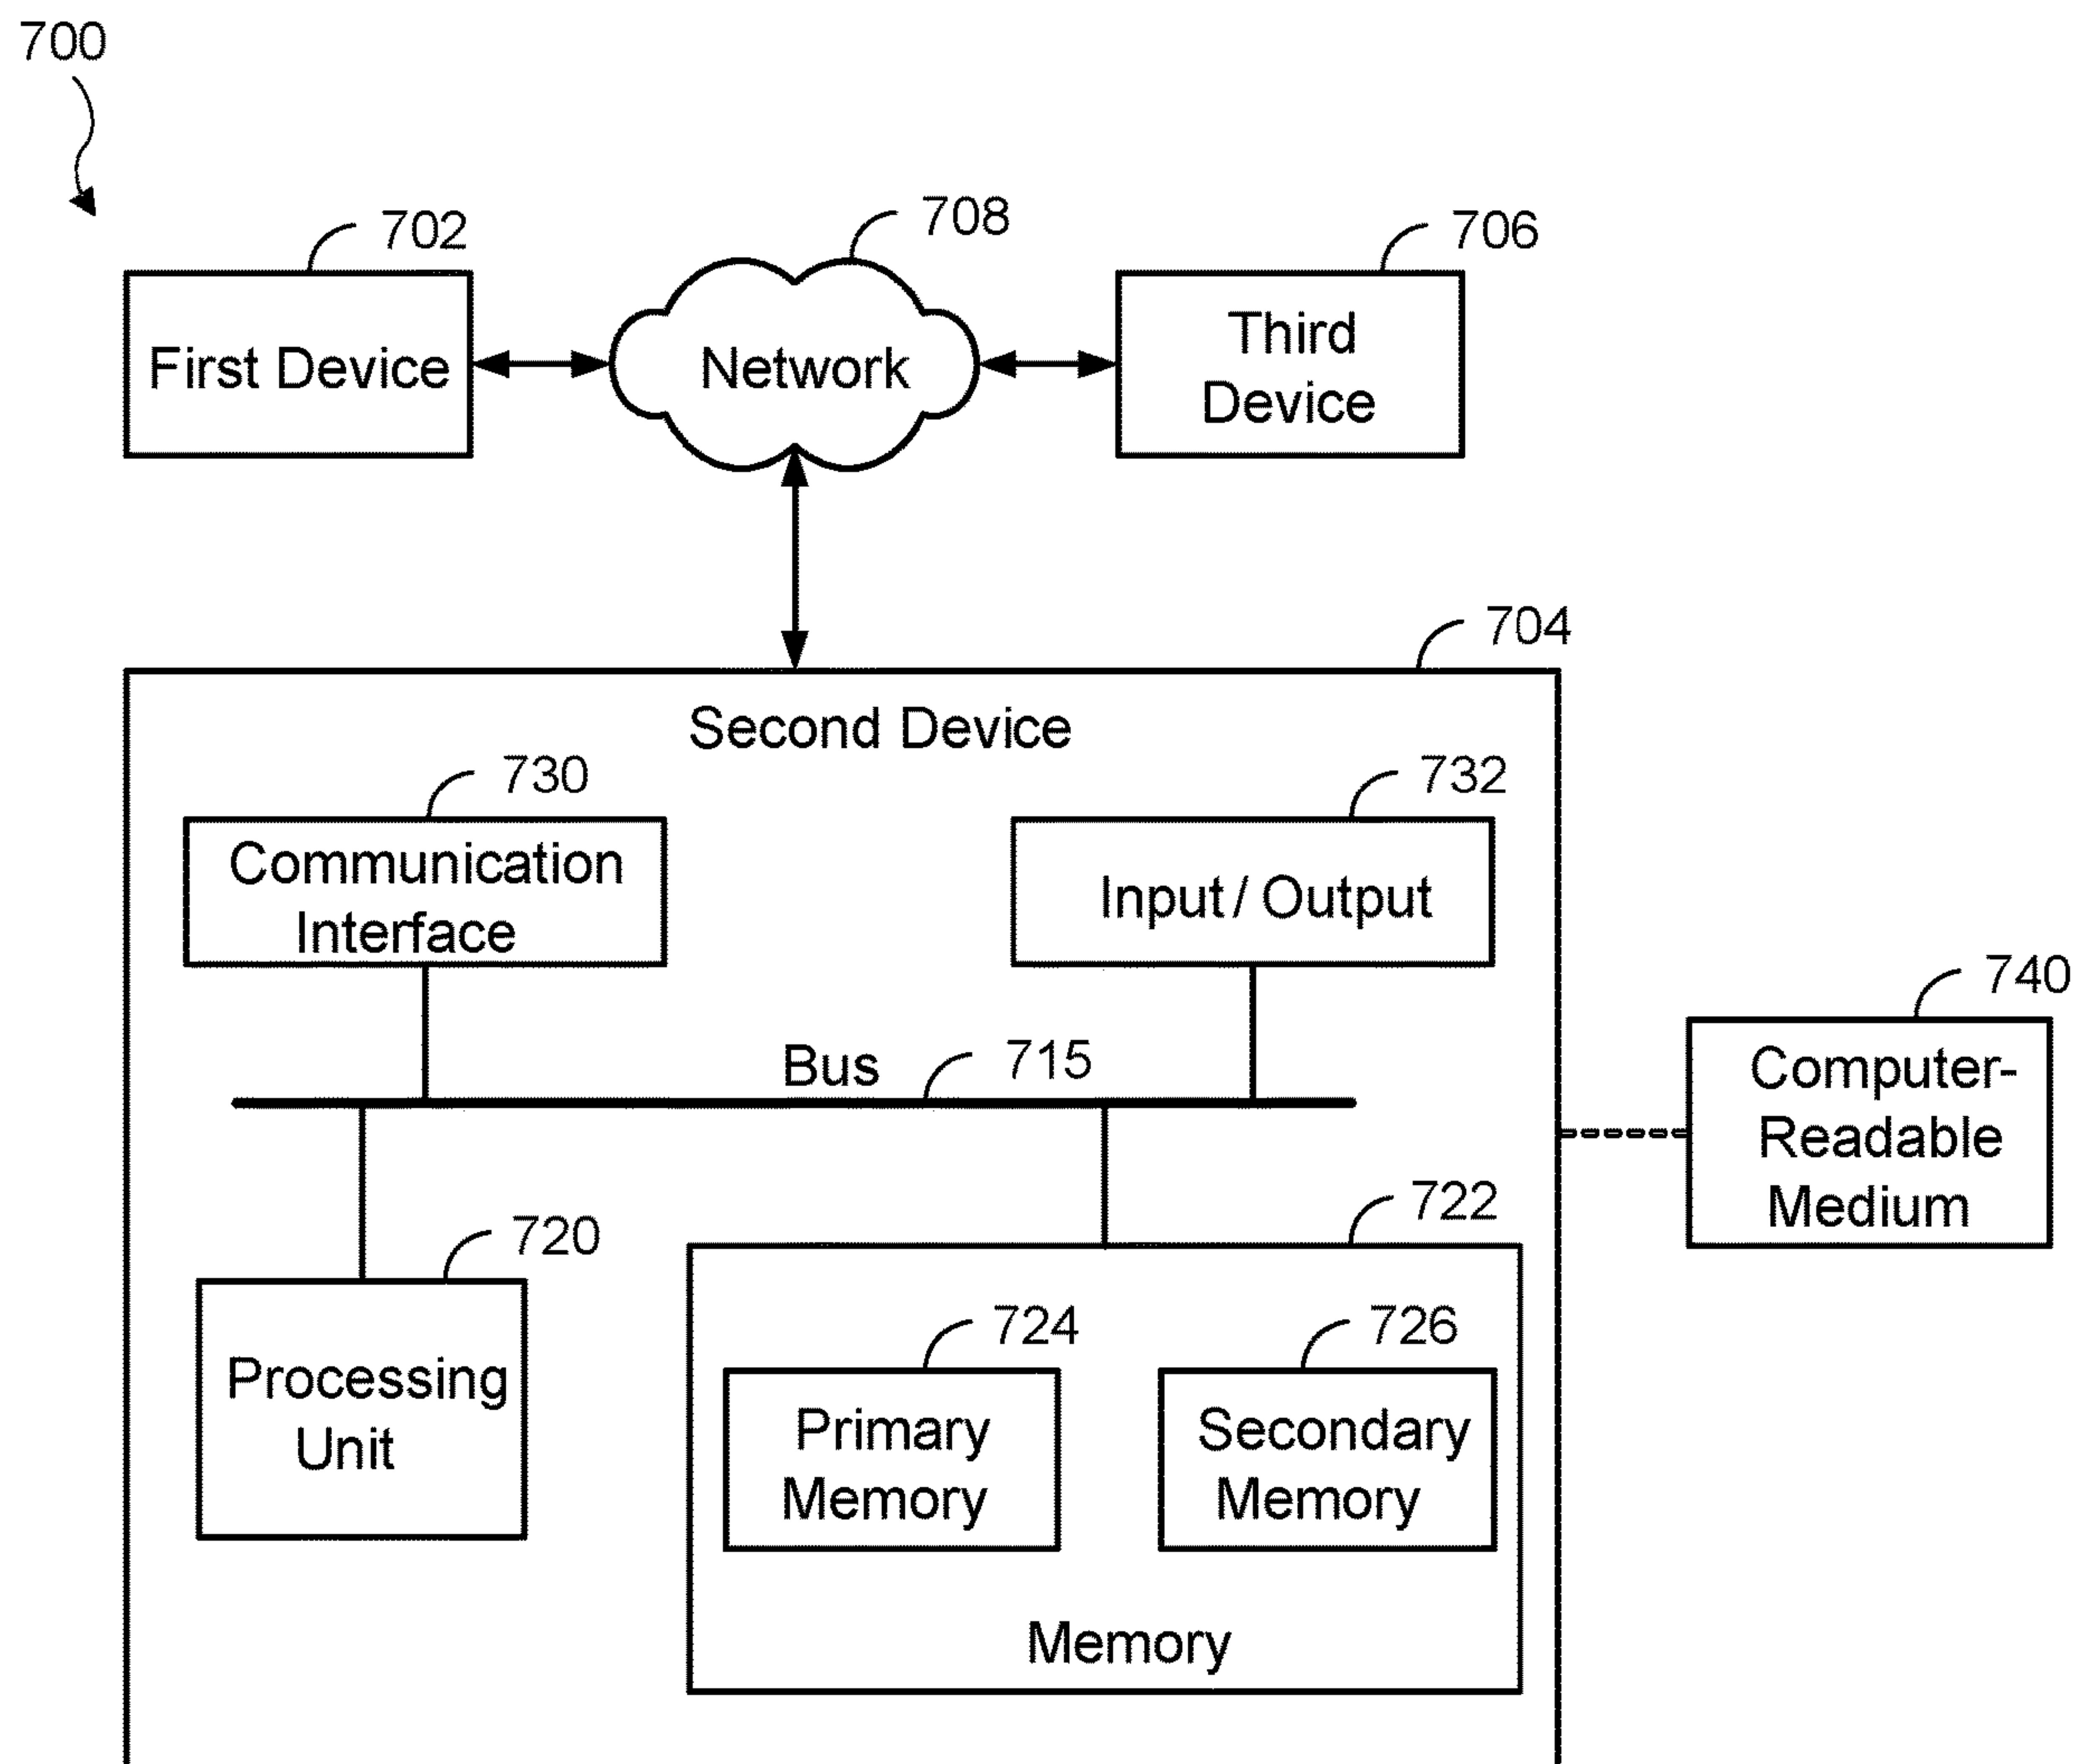 700
702
708
706
First Device
Network
Third
Device
704
Second Device
730
732
Communication
Interface
Input / Output
740
Computer-
Readable
Medium
Bus
715
720
722
Processing
Unit
724
726
Primary
Memory
Secondary
Memory
Memory